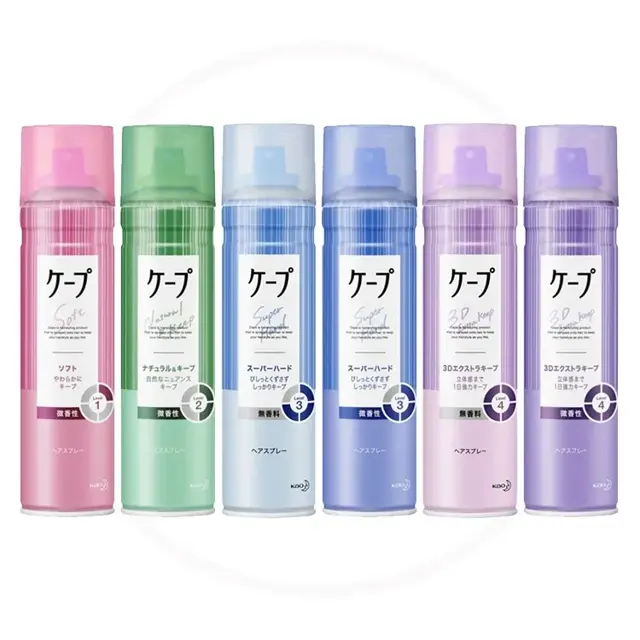 ケープ
Soft
ソフト
やわらかに
キープ
Level
1
微香性
ヘアスプレー
Kao
ケープ
Natural
& Keep
ナチュラル&キープ
自然なニュアンス
キープ
Level
2
微香性
ヘアスプレー
Kao
ケープ
Super
Hard
スーパーハード
びしっとくずさず
しっかりキープ
Level
3
無香料
ヘアスプレー
Kao
ケープ
Super
Hard
スーパーハード
びしっとくずさず
しっかりキープ
Level
3
微香性
ヘアスプレー
Kao
ケープ
3D
Extra Keep
3Dエクストラキープ
立体感まで
1日強力キープ
Level
4
無香料
ヘアスプレー
Kao
ケープ
3D
Extra Keep
3Dエクストラキープ
立体感まで
1日強力キープ
Level
4
微香性
ヘアスプレー
Kao